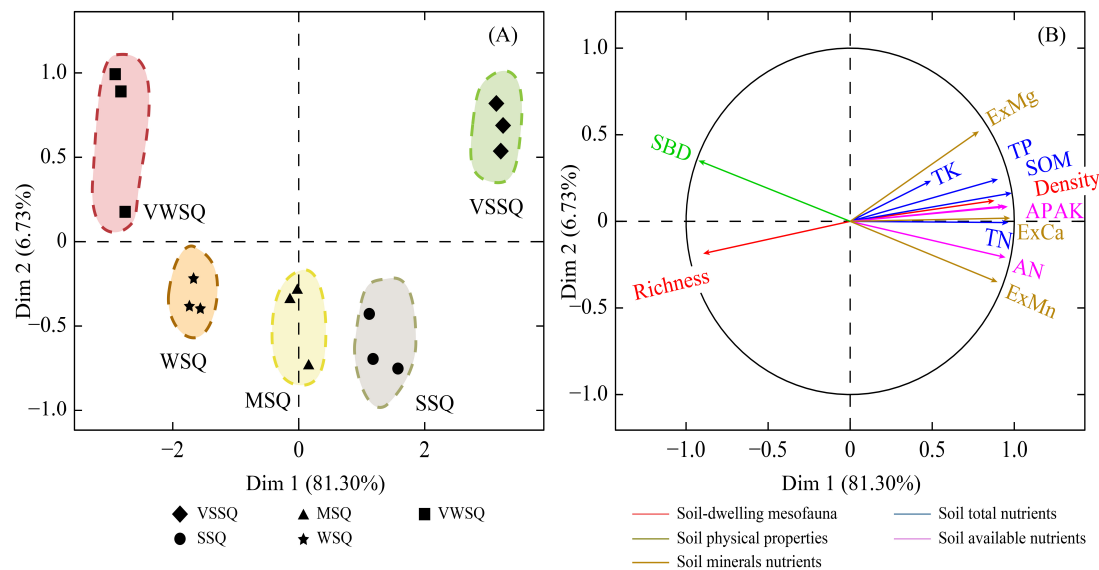 (A)
1.0
0.5
0
−0.5
−1.0
Dim 2 (6.73%)
VWSQ
VSSQ
WSQ
MSQ
SSQ
−2
0
2
Dim 1 (81.30%)
VSSQ
MSQ
VWSQ
SSQ
WSQ
(B)
1.0
0.5
0
−0.5
−1.0
Dim 2 (6.73%)
ExMg
SBD
TP
TK
SOM
Density
APAK
TN
ExCa
AN
Richness
ExMn
−1.0
−0.5
0
0.5
1.0
Dim 1 (81.30%)
Soil-dwelling mesofauna
Soil total nutrients
Soil physical properties
Soil available nutrients
Soil minerals nutrients